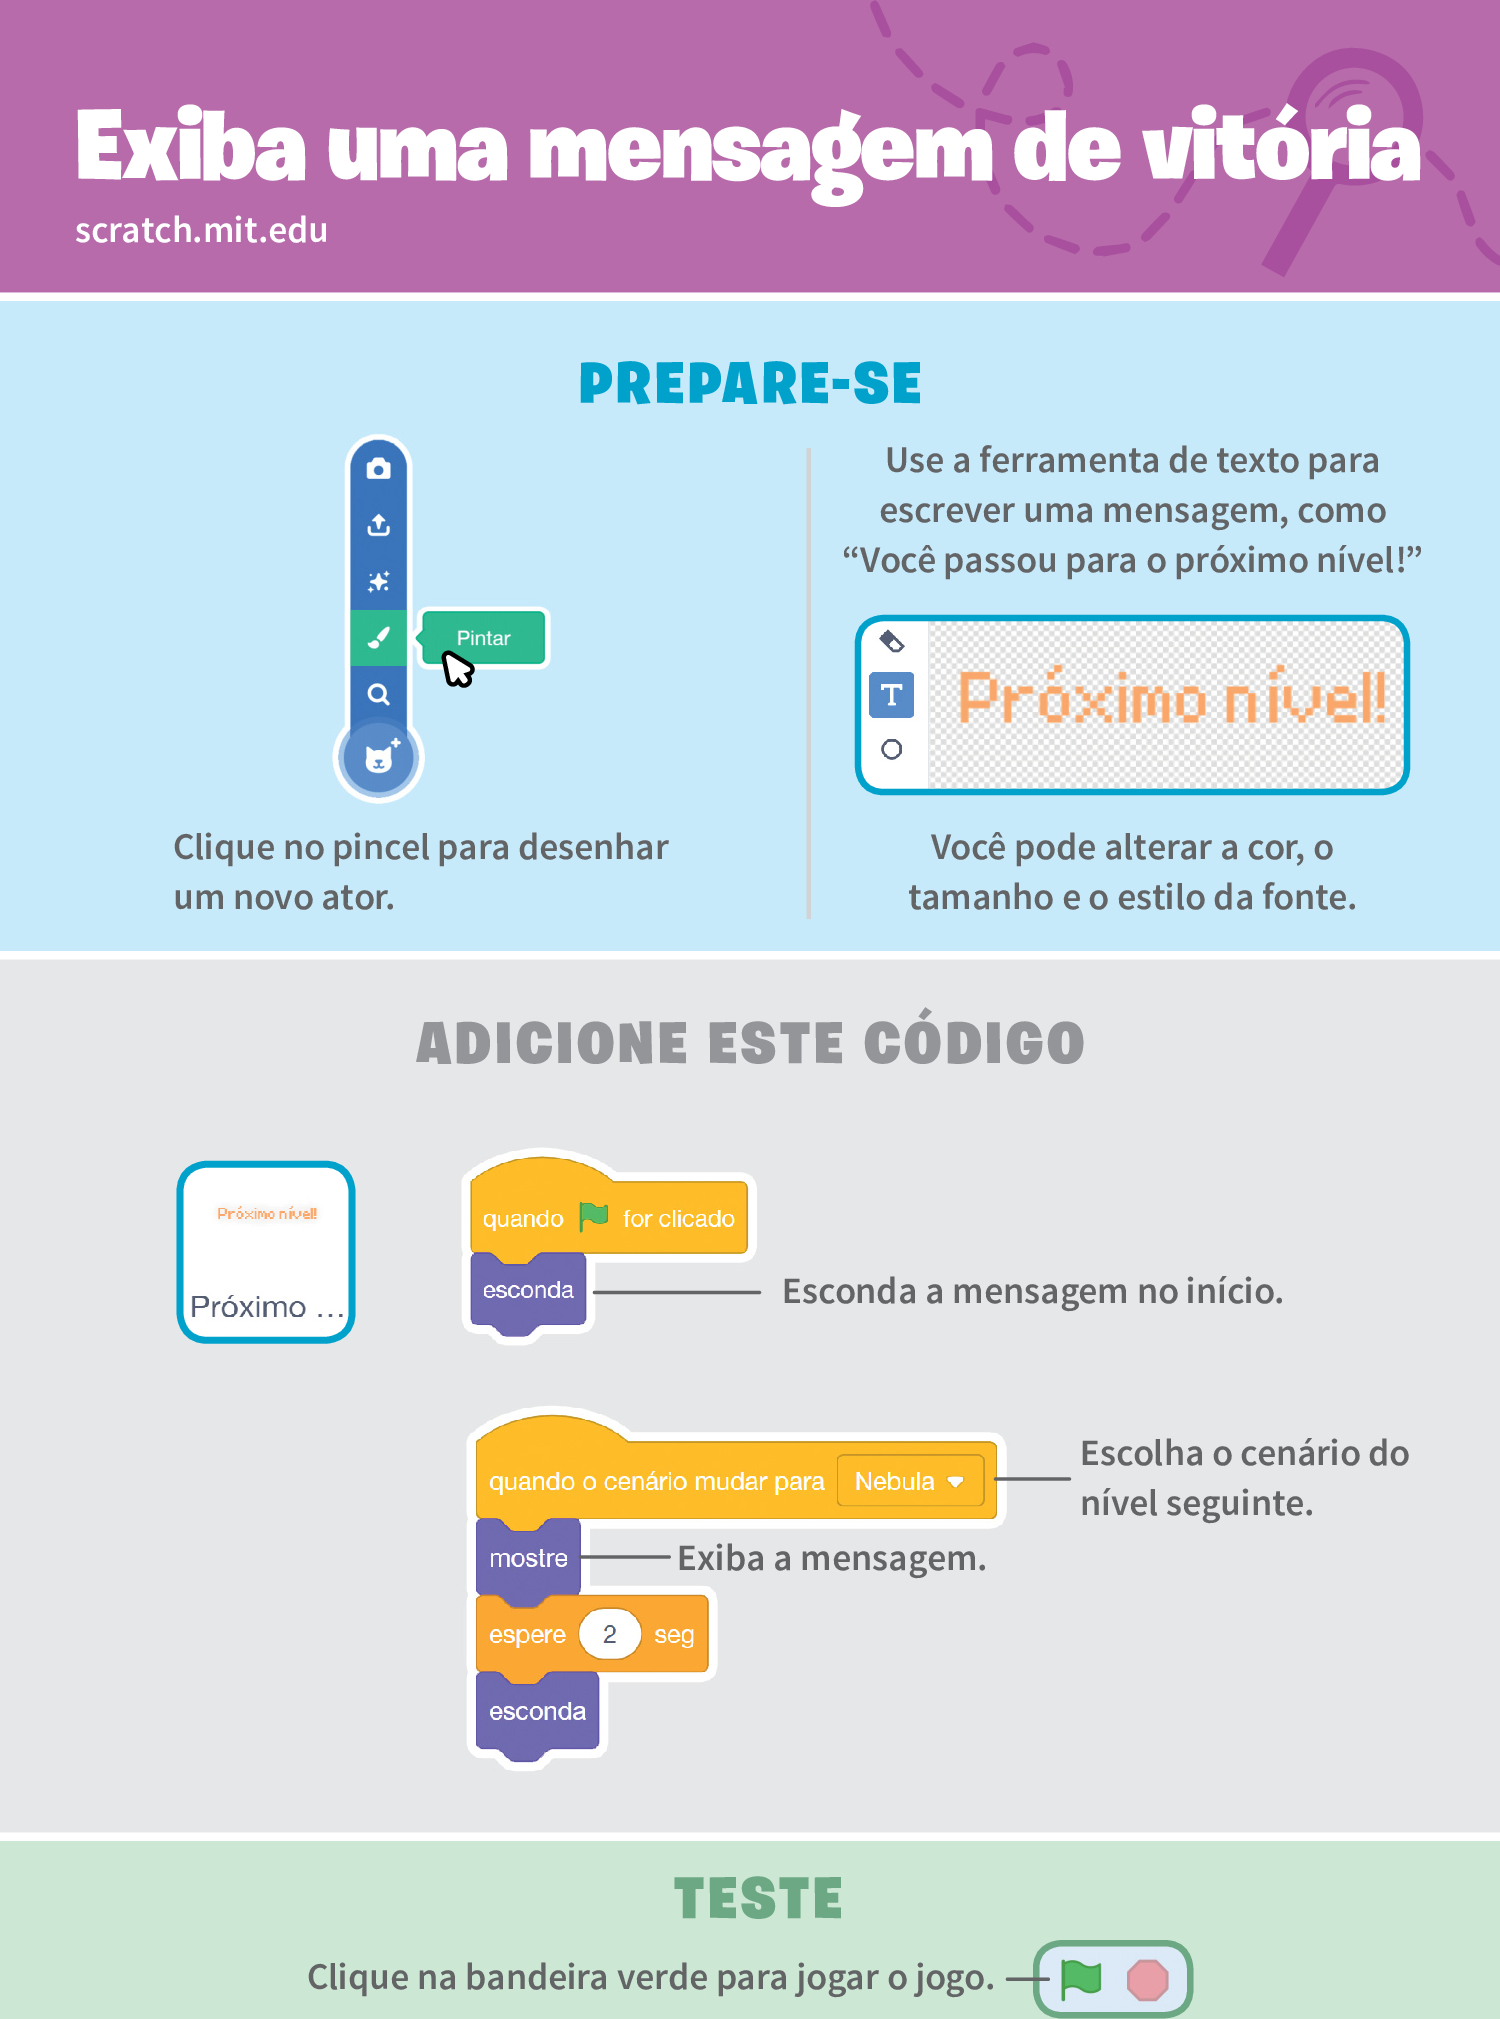 Exiba uma mensagem de vitória
scratch.mit.edu
PREPARE-SE
Pintar
Clique no pincel para desenhar
um novo ator.
Use a ferramenta de texto para
escrever uma mensagem, como
“Você passou para o próximo nível!”
T
Próximo nível!
Você pode alterar a cor, o
tamanho e o estilo da fonte.
ADICIONE ESTE CÓDIGO
Próximo nível!
Próximo ...
quando for clicado
esconda
Esconda a mensagem no início.
quando o cenário mudar para Nebula
Escolha o cenário do
nível seguinte.
mostre
Exiba a mensagem.
espere 2 seg
esconda
TESTE
Clique na bandeira verde para jogar o jogo.